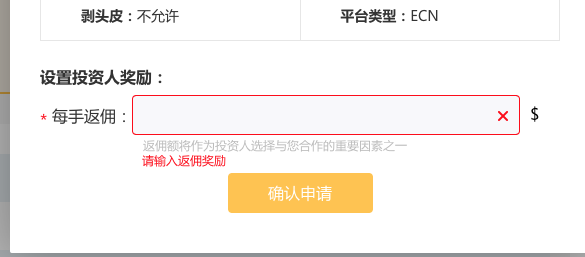 剥头皮：不允许 平台类型：ECN
设置投资人奖励：
* 每手返佣： $
返佣额将作为投资人选择与您合作的重要因素之一
请输入返佣奖励
确认申请